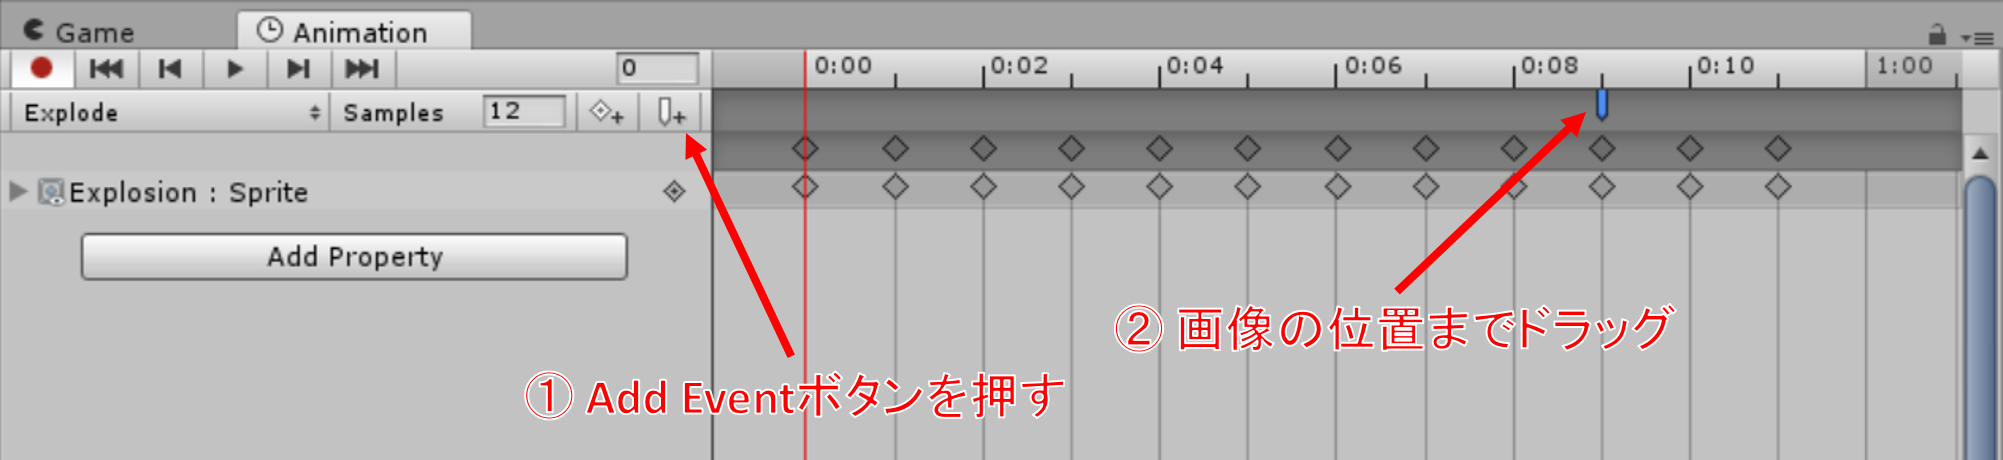 Game
Animation
0
0:00 0:02 0:04 0:06 0:08 0:10 1:00
Explode Samples 12
Explosion : Sprite
Add Property
② 画像の位置までドラッグ
① Add Eventボタンを押す